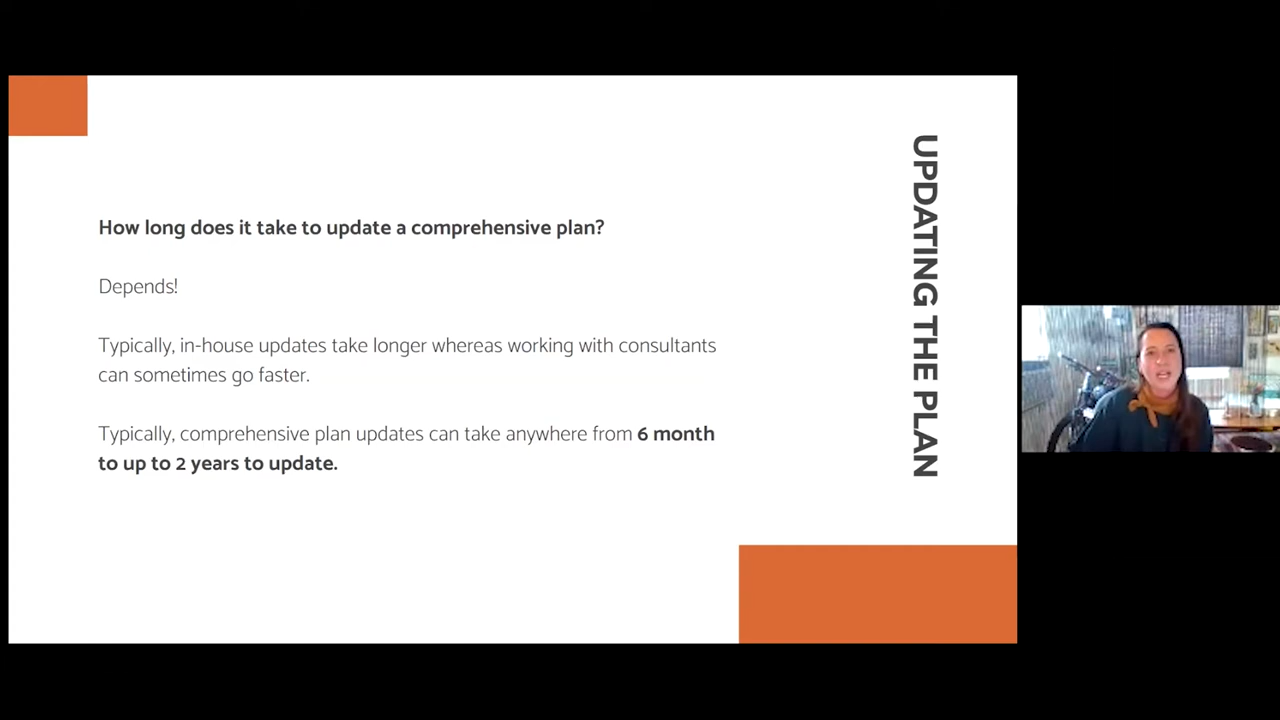 How long does it take to update a comprehensive plan?
Depends!
Typically, in-house updates take longer whereas working with consultants
can sometimes go faster.
Typically, comprehensive plan updates can take anywhere from 6 month
to up to 2 years to update.
UPDATING THE PLAN